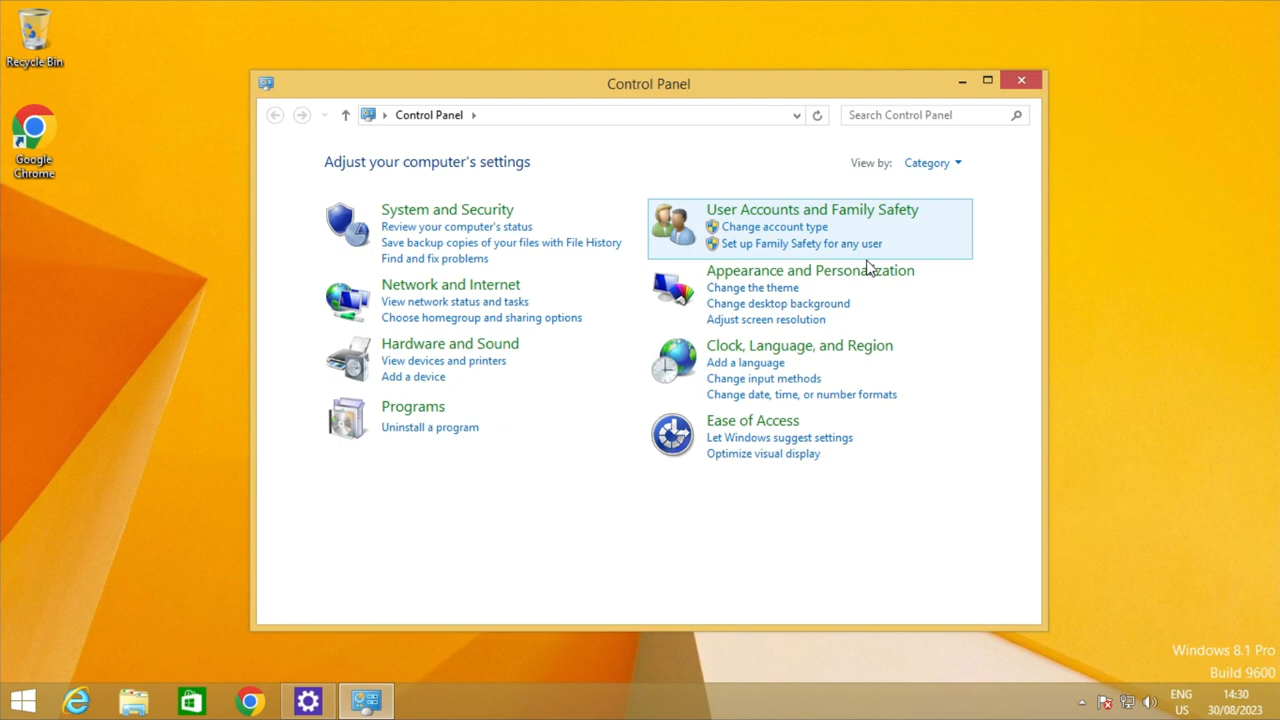 Recycle Bin
Google
Chrome
Control Panel
Control Panel
Search Control Panel
Adjust your computer's settings
View by: Category
System and Security
Review your computer's status
Save backup copies of your files with File History
Find and fix problems
Network and Internet
View network status and tasks
Choose homegroup and sharing options
Hardware and Sound
View devices and printers
Add a device
Programs
Uninstall a program
User Accounts and Family Safety
Change account type
Set up Family Safety for any user
Appearance and Personalization
Change the theme
Change desktop background
Adjust screen resolution
Clock, Language, and Region
Add a language
Change input methods
Change date, time, or number formats
Ease of Access
Let Windows suggest settings
Optimize visual display
Windows 8.1 Pro
Build 9600
ENG
US
14:30
30/08/2023